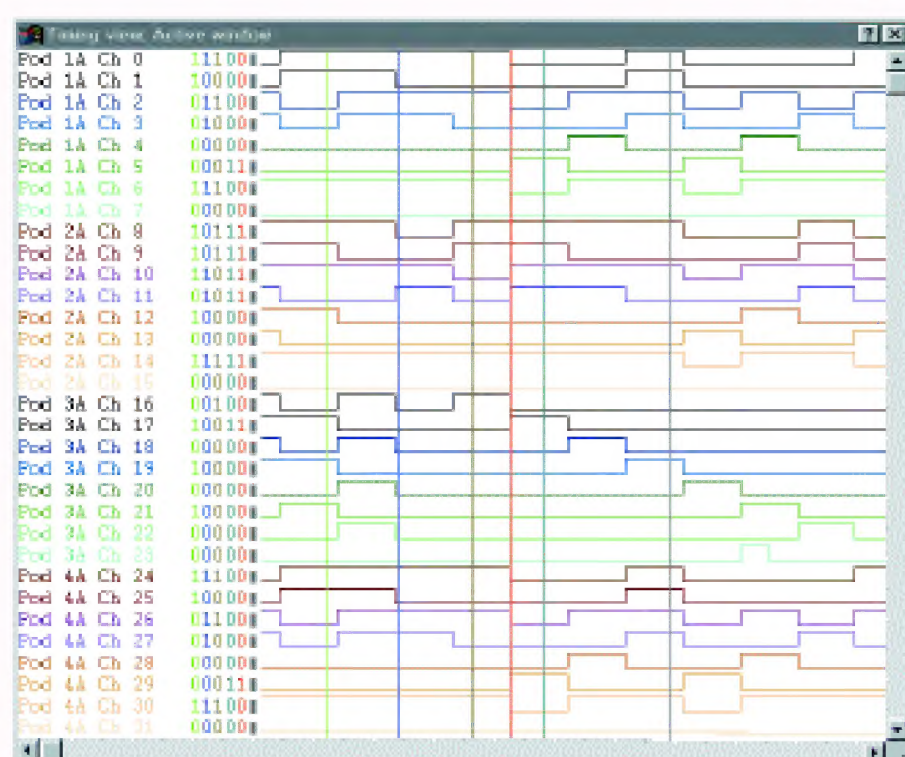 Timing view, Active window
Pod 1A Ch 0 11100
Pod 1A Ch 1 10000
Pod 1A Ch 2 01100
Pod 1A Ch 3 01000
Pod 1A Ch 4 00000
Pod 1A Ch 5 00011
Pod 1A Ch 6 11100
Pod 1A Ch 7 00000
Pod 2A Ch 8 10111
Pod 2A Ch 9 10111
Pod 2A Ch 10 11011
Pod 2A Ch 11 01011
Pod 2A Ch 12 10000
Pod 2A Ch 13 00000
Pod 2A Ch 14 11111
Pod 2A Ch 15 00000
Pod 3A Ch 16 00100
Pod 3A Ch 17 10011
Pod 3A Ch 18 00000
Pod 3A Ch 19 10000
Pod 3A Ch 20 00000
Pod 3A Ch 21 10000
Pod 3A Ch 22 00000
Pod 3A Ch 23 00000
Pod 4A Ch 24 11100
Pod 4A Ch 25 10000
Pod 4A Ch 26 01100
Pod 4A Ch 27 01000
Pod 4A Ch 28 00000
Pod 4A Ch 29 00011
Pod 4A Ch 30 11100
Pod 4A Ch 31 00000